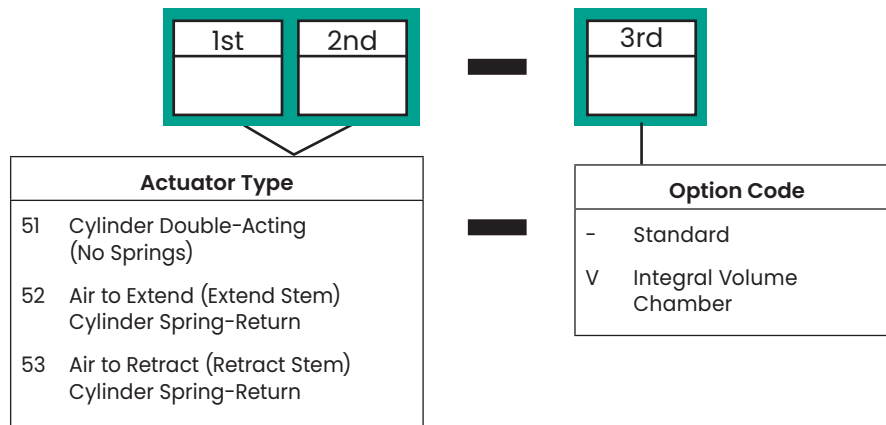 1st 2nd 3rd
Actuator Type
51 Cylinder Double-Acting
(No Springs)
52 Air to Extend (Extend Stem)
Cylinder Spring-Return
53 Air to Retract (Retract Stem)
Cylinder Spring-Return
Option Code
- Standard
V Integral Volume
Chamber